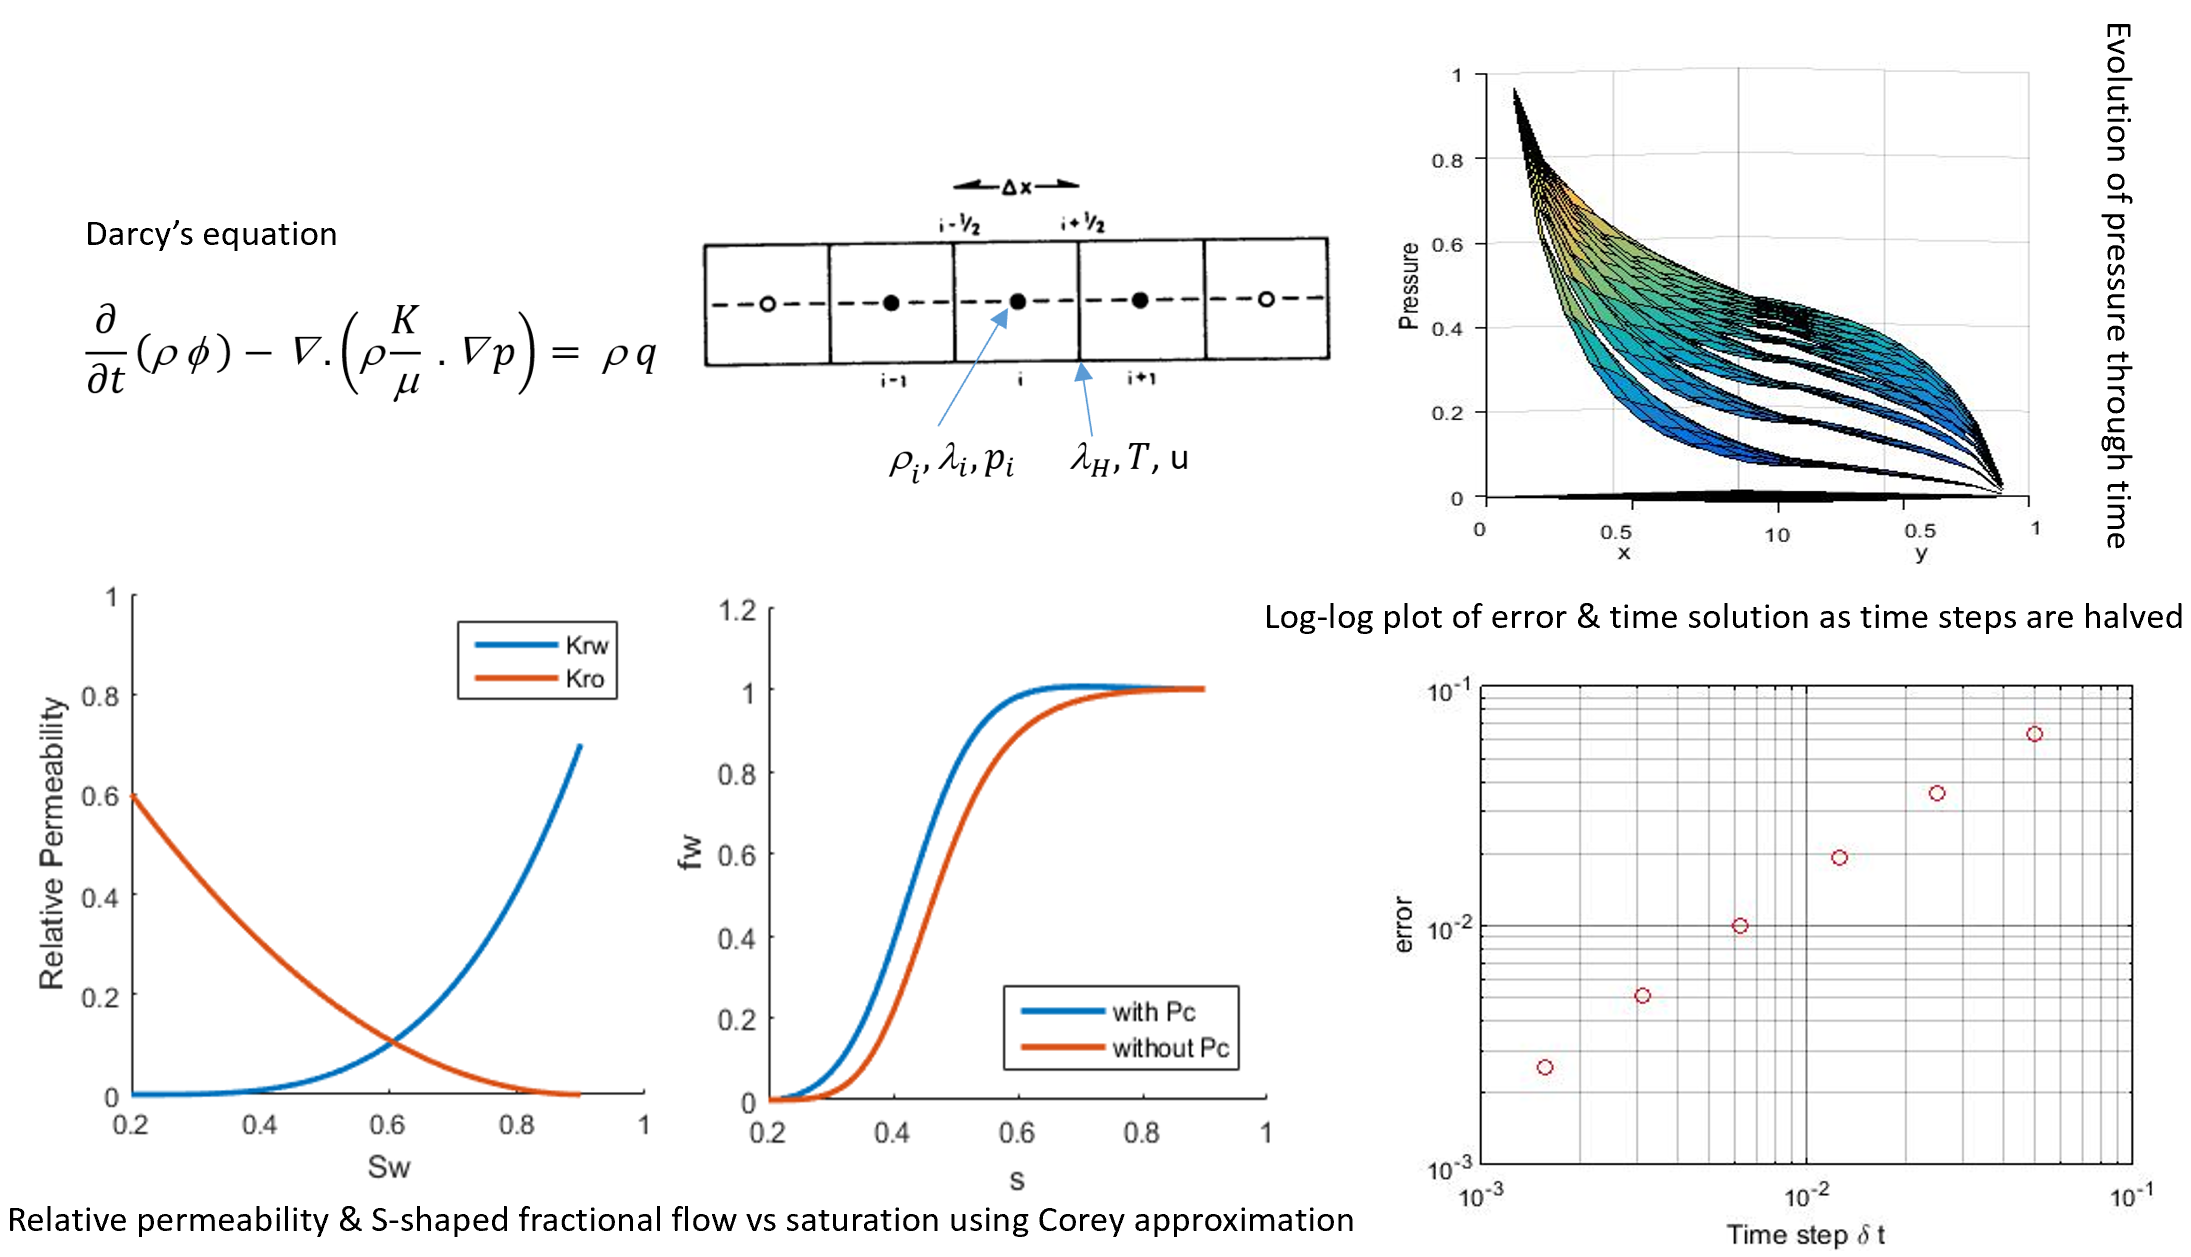 Darcy's equation
∂/∂t (ρ ϕ) − ∇. (ρ K/μ . ∇p) = ρ q
Δx
i-½ i+½
i-1 i i+1
ρi, λi, pi λH, T, u
Evolution of pressure through time
Pressure
1
0.8
0.6
0.4
0.2
0
0 0.5 10 0.5 1
x y
Relative Permeability
1
0.8
0.6
0.4
0.2
0
Krw
Kro
0.2 0.4 0.6 0.8 1
Sw
fw
1.2
1
0.8
0.6
0.4
0.2
0
with Pc
without Pc
0.2 0.4 0.6 0.8 1
s
Relative permeability & S-shaped fractional flow vs saturation using Corey approximation
Log-log plot of error & time solution as time steps are halved
error
10⁻¹
10⁻²
10⁻³
10⁻³ 10⁻² 10⁻¹
Time step δ t